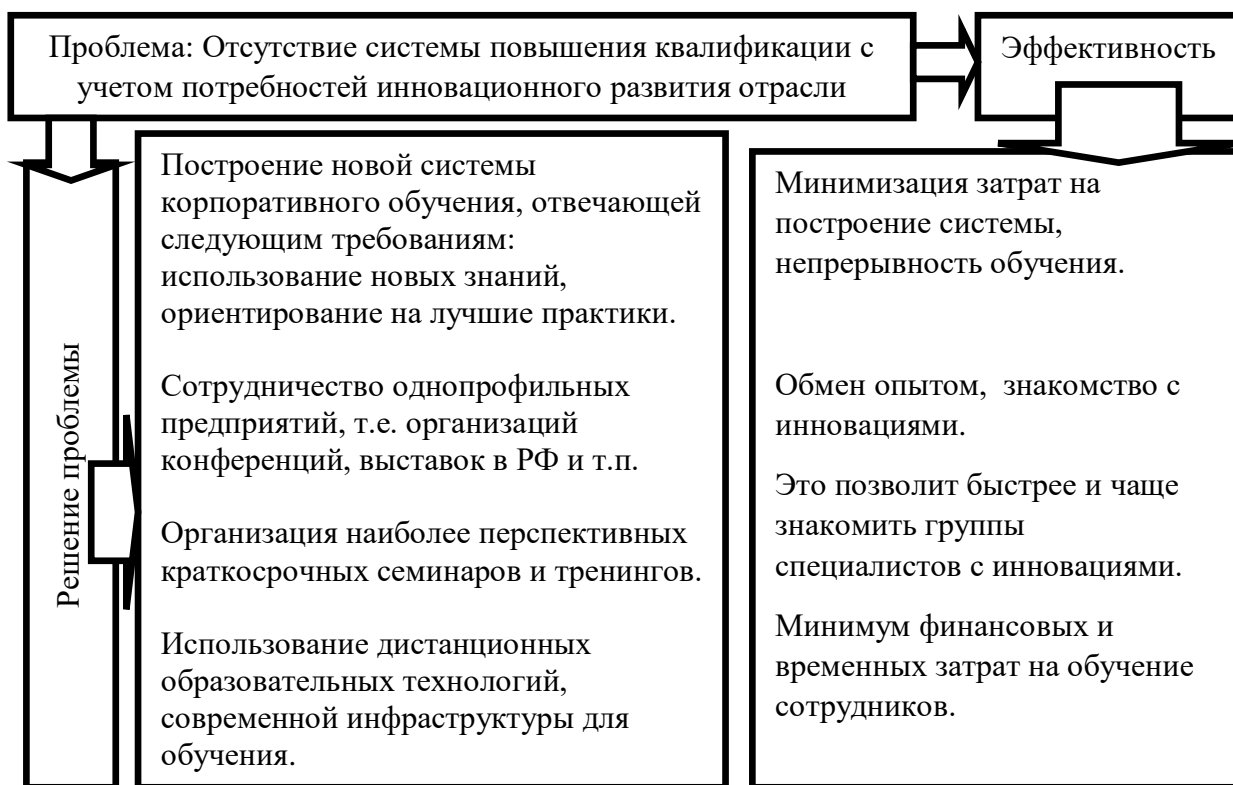 Проблема: Отсутствие системы повышения квалификации с
учетом потребностей инновационного развития отрасли
Эффективность
Решение проблемы
Построение новой системы
корпоративного обучения, отвечающей
следующим требованиям:
использование новых знаний,
ориентирование на лучшие практики.
Сотрудничество однопрофильных
предприятий, т.е. организаций
конференций, выставок в РФ и т.п.
Организация наиболее перспективных
краткосрочных семинаров и тренингов.
Использование дистанционных
образовательных технологий,
современной инфраструктуры для
обучения.
Минимизация затрат на
построение системы,
непрерывность обучения.
Обмен опытом, знакомство с
инновациями.
Это позволит быстрее и чаще
знакомить группы
специалистов с инновациями.
Минимум финансовых и
временных затрат на обучение
сотрудников.